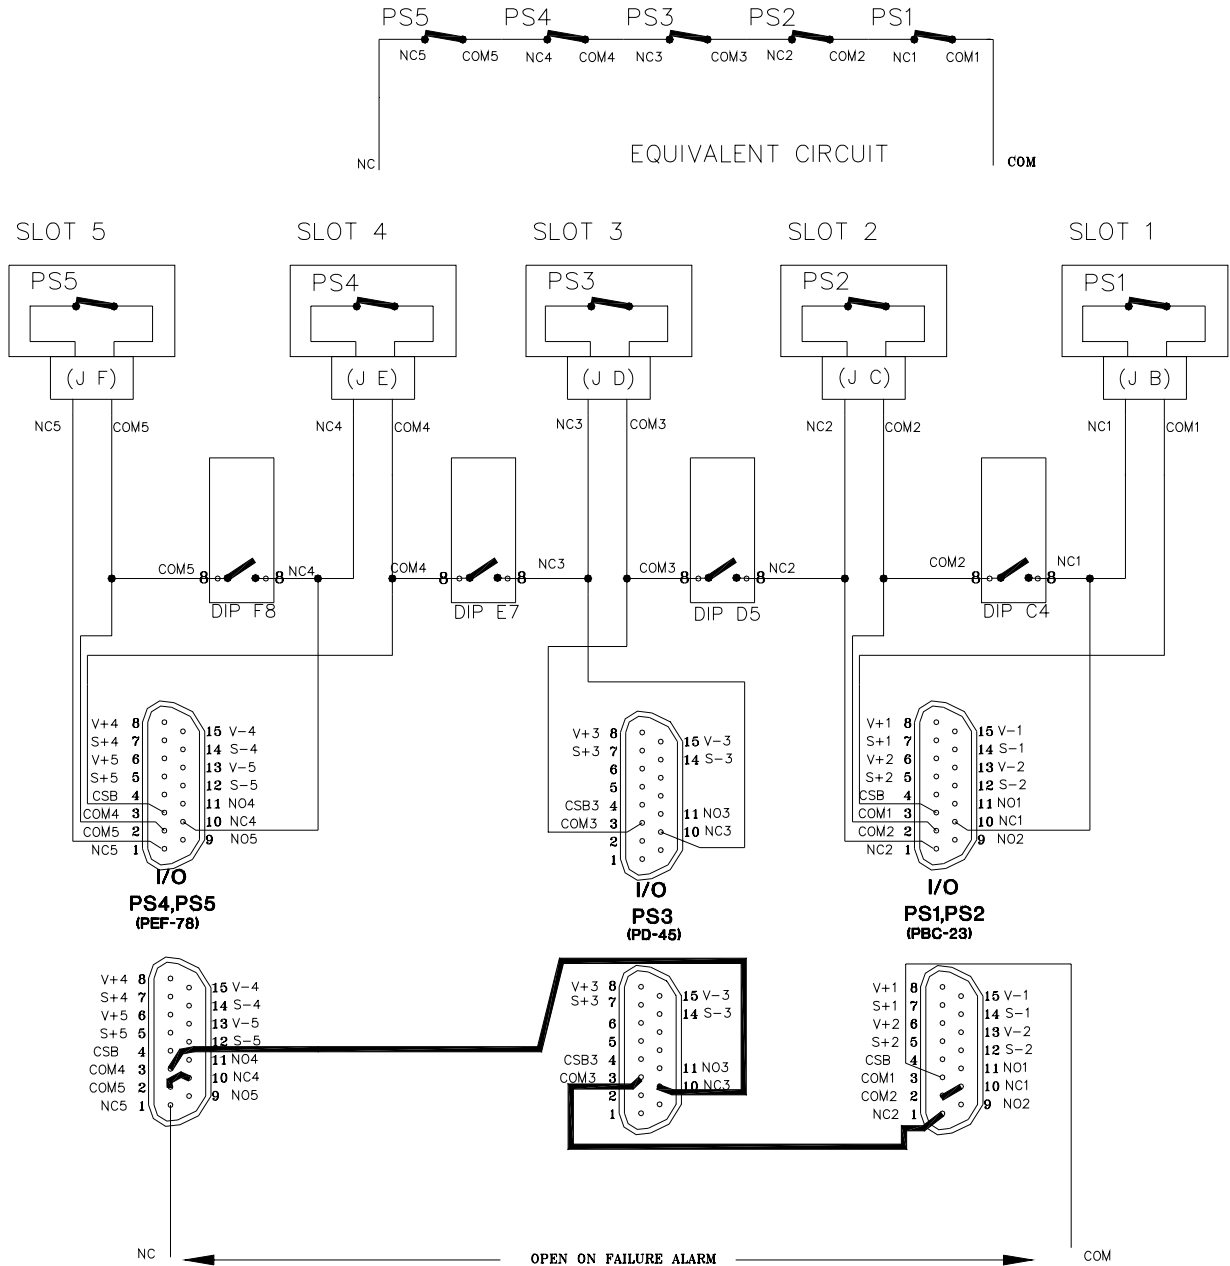 PS5 PS4 PS3 PS2 PS1
NC5 COM5 NC4 COM4 NC3 COM3 NC2 COM2 NC1 COM1
EQUIVALENT CIRCUIT
NC COM
SLOT 5 SLOT 4 SLOT 3 SLOT 2 SLOT 1
PS5 PS4 PS3 PS2 PS1
(J F) (J E) (J D) (J C) (J B)
NC5 COM5 NC4 COM4 NC3 COM3 NC2 COM2 NC1 COM1
COM5 8 8 NC4 COM4 8 8 NC3 COM3 8 8 NC2 COM2 8 8 NC1
DIP F8 DIP E7 DIP D5 DIP C4
V+4 8
S+4 7
V+5 6
S+5 5
CSB 4
COM4 3
COM5 2
NC5 1
15 V-4
14 S-4
13 V-5
12 S-5
11 NO4
10 NC4
9 NO5
I/O
PS4,PS5
(PEF-78)
V+3 8
S+3 7
6
5
CSB3 4
COM3 3
2
1
15 V-3
14 S-3
11 NO3
10 NC3
I/O
PS3
(PD-45)
V+1 8
S+1 7
V+2 6
S+2 5
CSB 4
COM1 3
COM2 2
NC2 1
15 V-1
14 S-1
13 V-2
12 S-2
11 NO1
10 NC1
9 NO2
I/O
PS1,PS2
(PBC-23)
V+4 8
S+4 7
V+5 6
S+5 5
CSB 4
COM4 3
COM5 2
NC5 1
15 V-4
14 S-4
13 V-5
12 S-5
11 NO4
10 NC4
9 NO5
V+3 8
S+3 7
6
5
CSB3 4
COM3 3
2
1
15 V-3
14 S-3
11 NO3
10 NC3
V+1 8
S+1 7
V+2 6
S+2 5
CSB 4
COM1 3
COM2 2
NC2 1
15 V-1
14 S-1
13 V-2
12 S-2
11 NO1
10 NC1
9 NO2
NC OPEN ON FAILURE ALARM COM